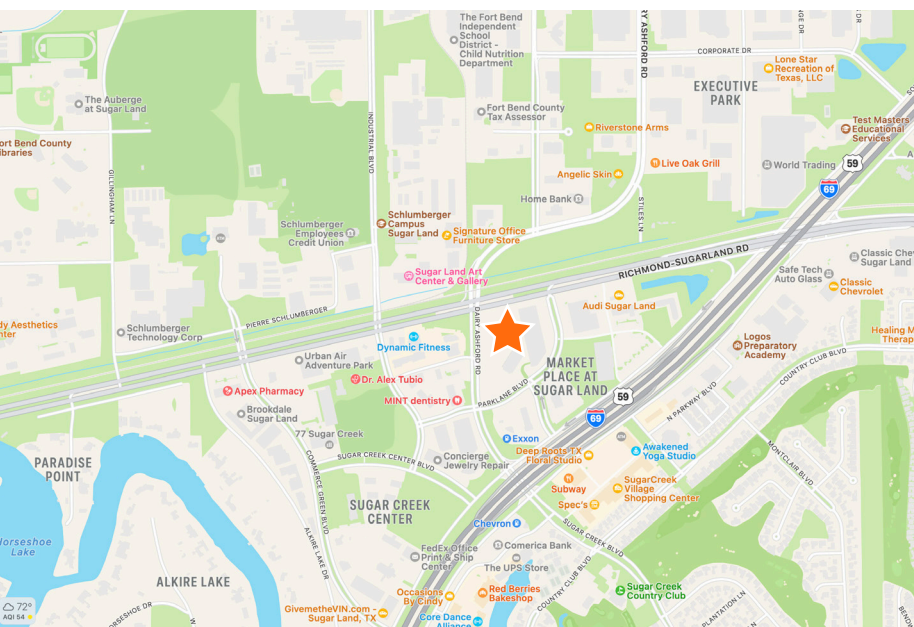 The Fort Bend
Independent
School
District -
Child Nutrition
Department
RY ASHFORD RD
DR
CORPORATE DR
Lone Star
Recreation of
Texas, LLC
EXECUTIVE
PARK
The Auberge
at Sugar Land
Fort Bend County
Tax Assessor
ort Bend County
ibraries
INDUSTRIAL BLVD
Riverstone Arms
Test Masters
Educational
Services
59
Live Oak Grill
World Trading
Angelic Skin
69
GILLINGHAM LN
Home Bank
STILES LN
Schlumberger
Employees
Credit Union
Schlumberger
Campus
Sugar Land
Signature Office
Furniture Store
RICHMOND-SUGARLAND RD
Classic Chev
Sugar Land
Safe Tech
Auto Glass
Classic
Chevrolet
Sugar Land Art
Center & Gallery
Audi Sugar Land
PIERRE SCHLUMBERGER
DAIRY ASHFORD RD
dy Aesthetics
nter
Schlumberger
Technology Corp
Dynamic Fitness
Logos
Preparatory
Academy
Healing M
Therap
Urban Air
Adventure Park
MARKET
PLACE AT
SUGAR LAND
COUNTRY CLUB BLVD
Dr. Alex Tubio
Apex Pharmacy
MINT dentistry
PARKLANE BLVD
59
N PARKWAY BLVD
69
Brookdale
Sugar Land
77 Sugar Creek
Exxon
Deep Roots TX
Floral Studio
Awakened
Yoga Studio
PARADISE
POINT
SUGAR CREEK CENTER BLVD
Concierge
Jewelry Repair
MONTCLAIR BLVD
COMMERCE GREEN BLVD
Subway
SugarCreek
Village
Shopping Center
Spec's
SUGAR CREEK
CENTER
Chevron
SUGAR CREEK BLVD
Horseshoe
Lake
ALKIRE LAKE DR
FedEx Office
Print & Ship
Center
Comerica Bank
The UPS Store
COUNTRY CLUB BLVD
ALKIRE LAKE
Sugar Creek
Country Club
Occasions
By Cindy
Red Berries
Bakeshop
PLANTATION LN
72°
AQI 54
RSESHOE DR
GivemetheVIN.com -
Sugar Land, TX
Core Dance
Alliance